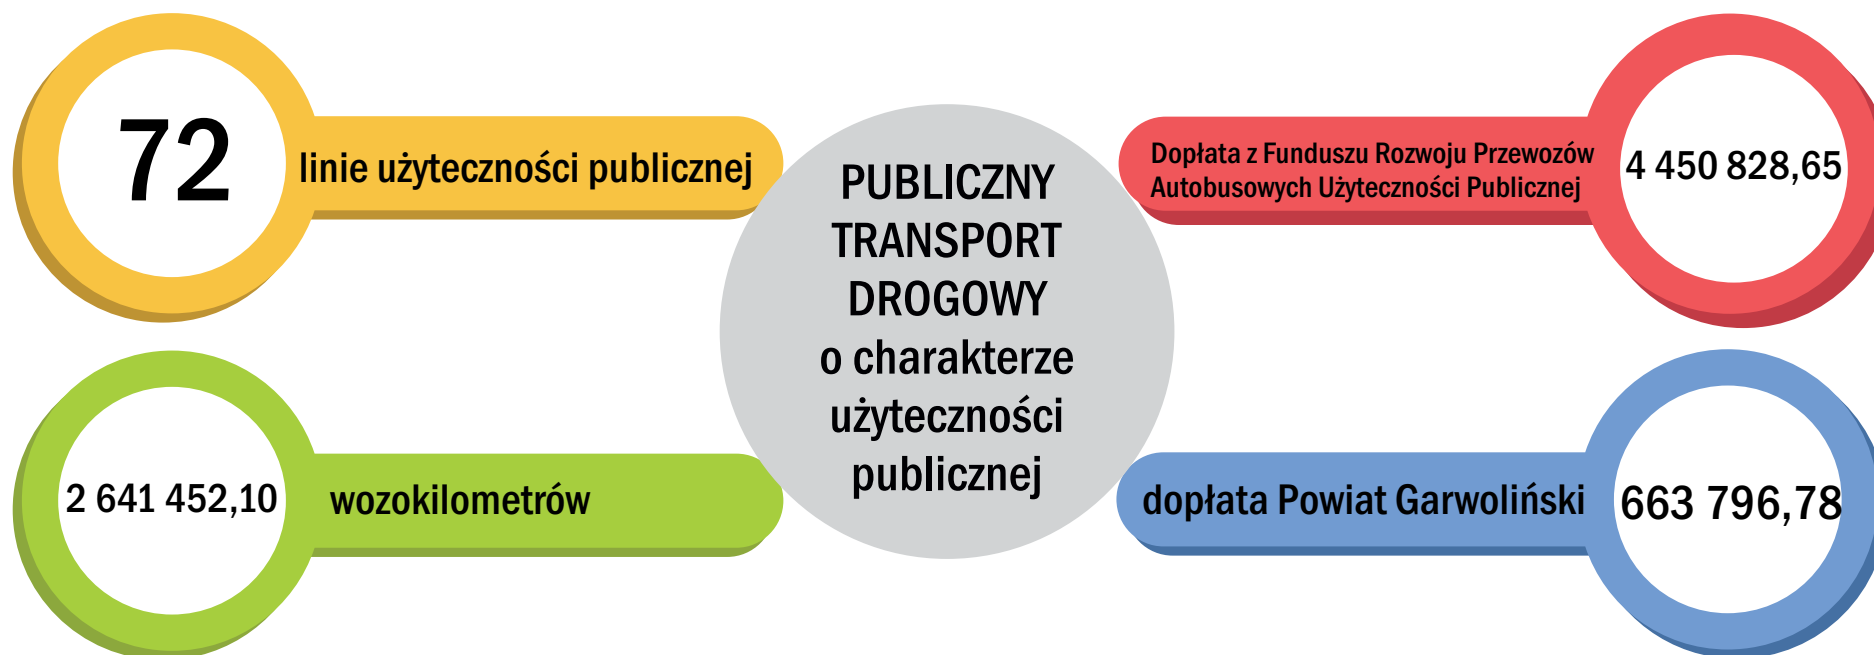 72
linie użyteczności publicznej
2 641 452,10
wozokilometrów
PUBLICZNY
TRANSPORT
DROGOWY
o charakterze
użyteczności
publicznej
Dopłata z Funduszu Rozwoju Przewozów
Autobusowych Użyteczności Publicznej
4 450 828,65
dopłata Powiat Garwoliński
663 796,78